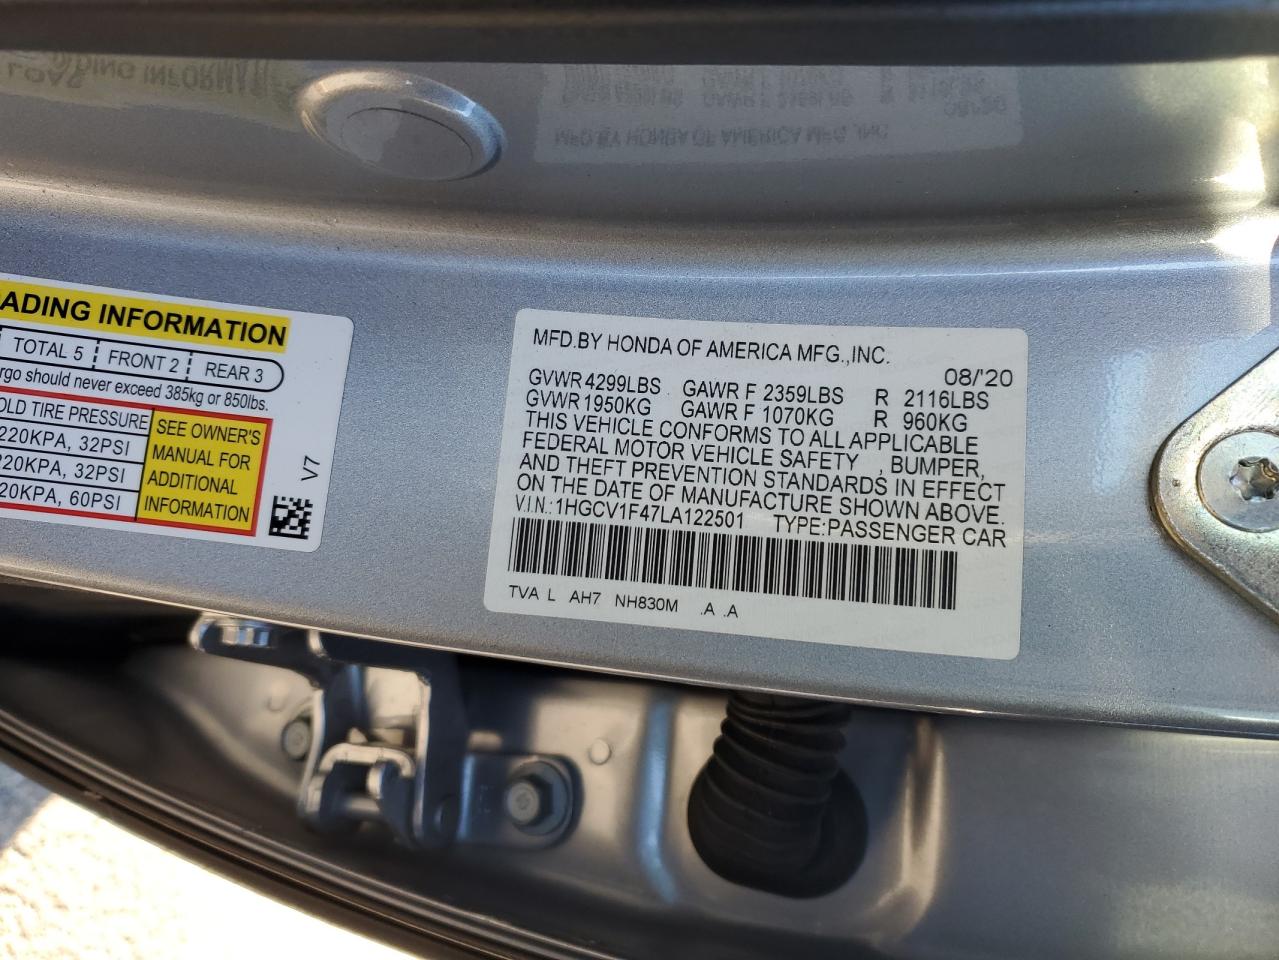 ADING INFORMATION
TOTAL 5 FRONT 2 REAR 3
rgo should never exceed 385kg or 850lbs.
OLD TIRE PRESSURE
220KPA, 32PSI
220KPA, 32PSI
20KPA, 60PSI
SEE OWNER'S
MANUAL FOR
ADDITIONAL
INFORMATION
V7
MFD.BY HONDA OF AMERICA MFG.,INC.
08/'20
GVWR 4299LBS GAWR F 2359LBS R 2116LBS
GVWR 1950KG GAWR F 1070KG R 960KG
THIS VEHICLE CONFORMS TO ALL APPLICABLE
FEDERAL MOTOR VEHICLE SAFETY , BUMPER,
AND THEFT PREVENTION STANDARDS IN EFFECT
ON THE DATE OF MANUFACTURE SHOWN ABOVE.
V.I.N.:1HGCV1F47LA122501 TYPE:PASSENGER CAR
TVA L AH7 NH830M .A .A